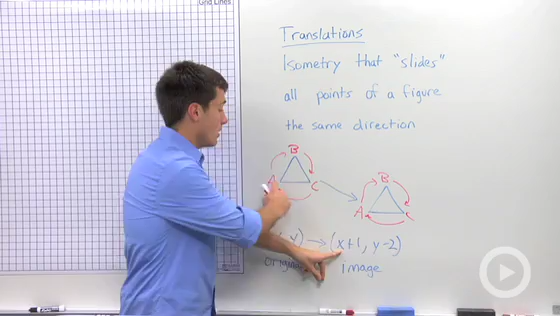 Grid Lines
Translations
Isometry that "slides"
all points of a figure
the same direction
B
A C
B
A C
, y) → (x+1, y-2)
image